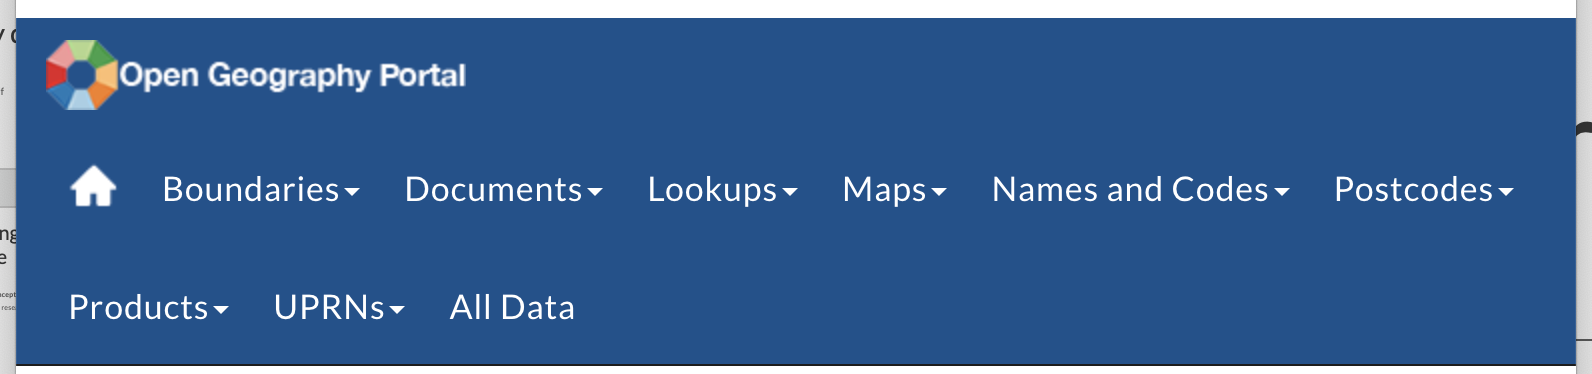 Open Geography Portal
Boundaries Documents Lookups Maps Names and Codes Postcodes
Products UPRNs All Data